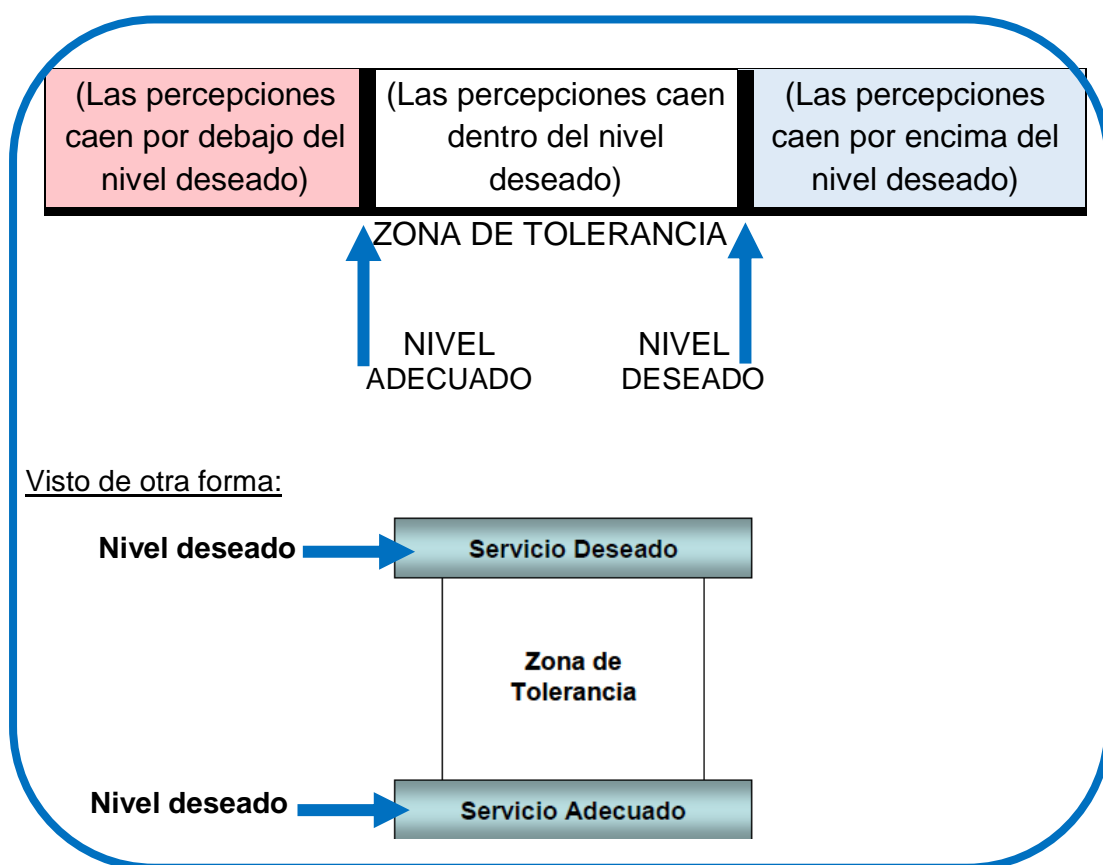 (Las percepciones
caen por debajo del
nivel deseado)
(Las percepciones caen
dentro del nivel
deseado)
(Las percepciones
caen por encima del
nivel deseado)
ZONA DE TOLERANCIA
NIVEL
ADECUADO
NIVEL
DESEADO
Visto de otra forma:
Nivel deseado
Servicio Deseado
Zona de
Tolerancia
Nivel deseado
Servicio Adecuado